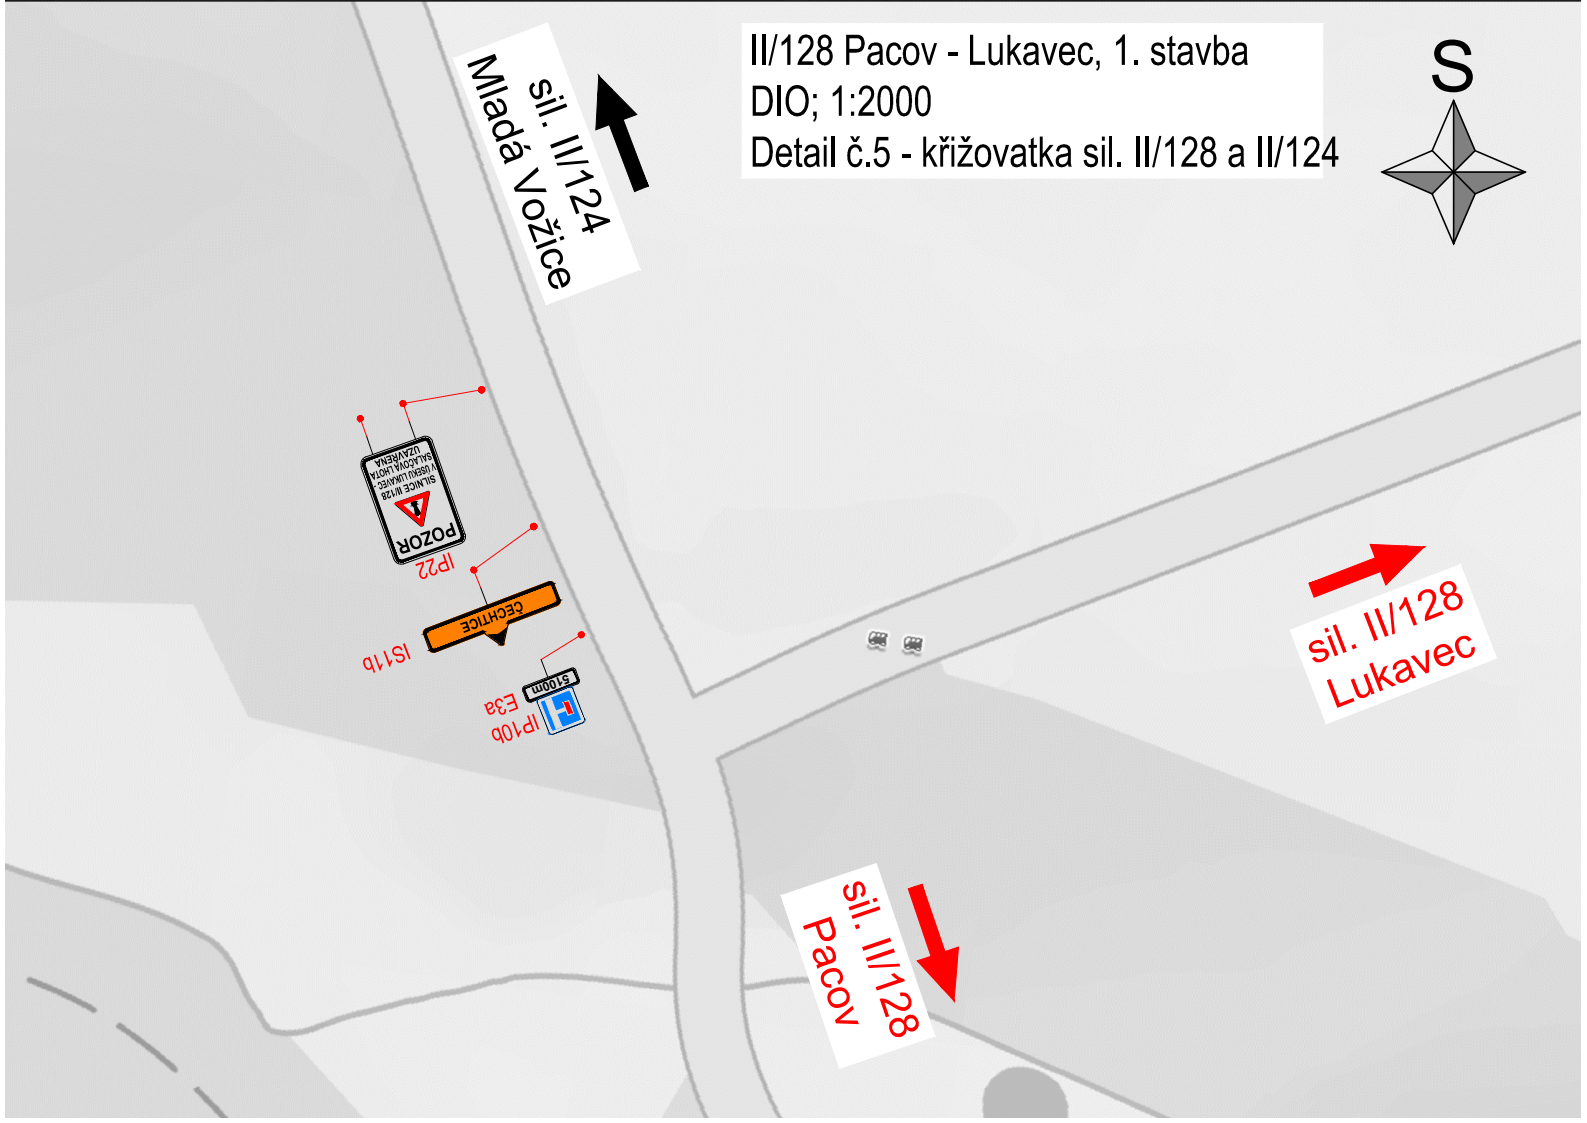 II/128 Pacov - Lukavec, 1. stavba
DIO; 1:2000
Detail č.5 - křižovatka sil. II/128 a II/124
S
sil. II/124
Mladá Vožice
POZOR
SILNICE II/128
V ÚSEKU LUKAVEC -
SALAČOVA LHOTA
UZAVŘENA
IP22
ČECHTICE
IS11b
5100m
E3a
IP10b
sil. II/128
Lukavec
sil. II/128
Pacov